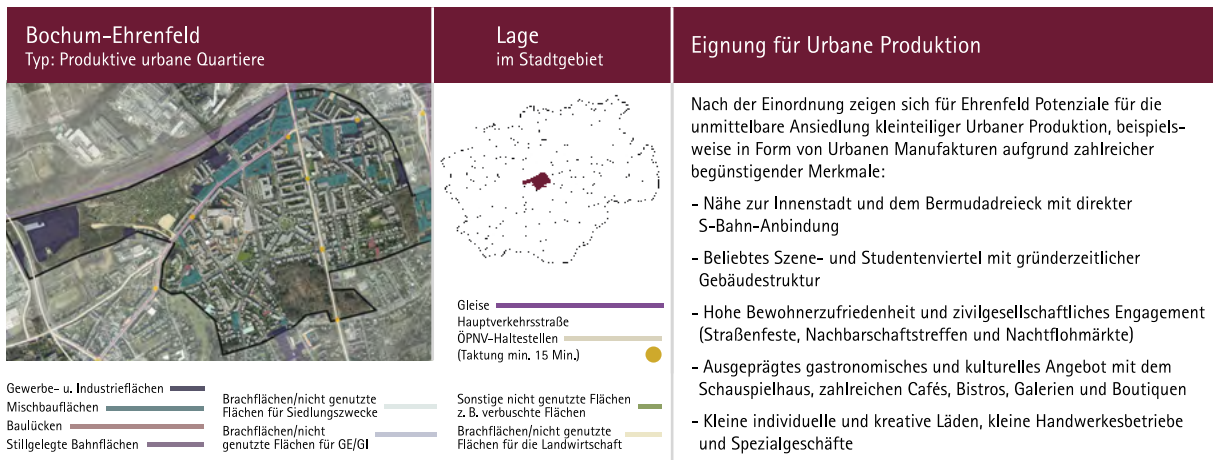 Bochum-Ehrenfeld
Typ: Produktive urbane Quartiere
Lage
im Stadtgebiet
Eignung für Urbane Produktion
Nach der Einordnung zeigen sich für Ehrenfeld Potenziale für die
unmittelbare Ansiedlung kleinteiliger Urbaner Produktion, beispiels-
weise in Form von Urbanen Manufakturen aufgrund zahlreicher
begünstigender Merkmale:
- Nähe zur Innenstadt und dem Bermudadreieck mit direkter
S-Bahn-Anbindung
- Beliebtes Szene- und Studentenviertel mit gründerzeitlicher
Gebäudestruktur
- Hohe Bewohnerzufriedenheit und zivilgesellschaftliches Engagement
(Straßenfeste, Nachbarschaftstreffen und Nachtflohmärkte)
- Ausgeprägtes gastronomisches und kulturelles Angebot mit dem
Schauspielhaus, zahlreichen Cafés, Bistros, Galerien und Boutiquen
- Kleine individuelle und kreative Läden, kleine Handwerkesbetriebe
und Spezialgeschäfte
Gleise
Hauptverkehrsstraße
ÖPNV-Haltestellen
(Taktung min. 15 Min.)
Gewerbe- u. Industrieflächen
Mischbauflächen
Baulücken
Stillgelegte Bahnflächen
Brachflächen/nicht genutzte
Flächen für Siedlungszwecke
Brachflächen/nicht
genutzte Flächen für GE/GI
Sonstige nicht genutzte Flächen
z. B. verbuschte Flächen
Brachflächen/nicht genutzte
Flächen für die Landwirtschaft